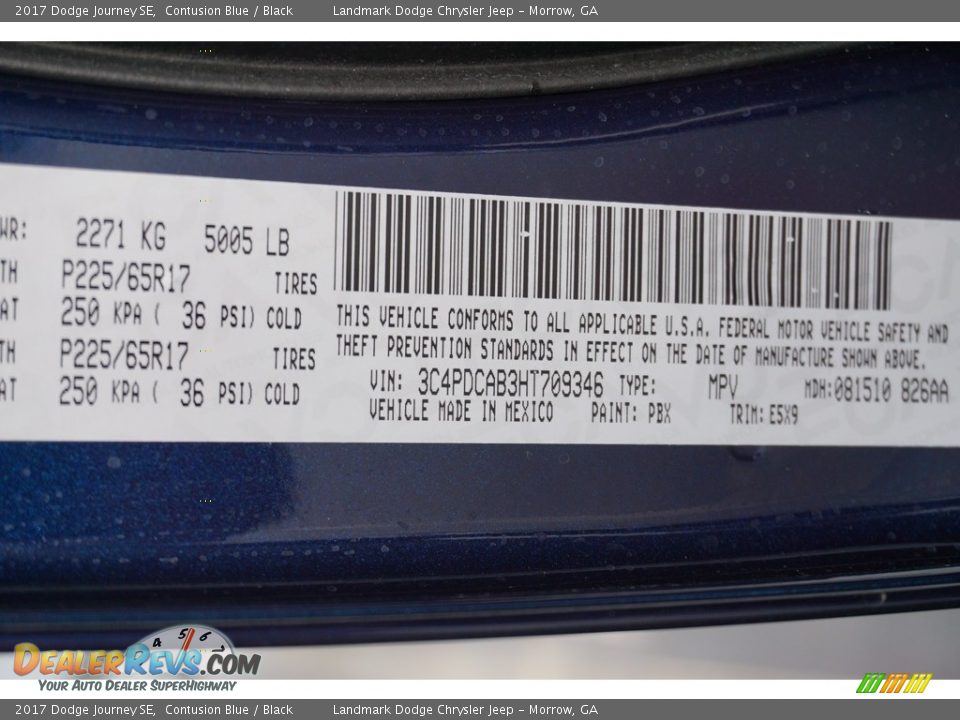 2017 Dodge Journey SE, Contusion Blue / Black Landmark Dodge Chrysler Jeep - Morrow, GA
WR: 2271 KG 5005 LB
TH P225/65R17 TIRES
AT 250 KPA ( 36 PSI) COLD
TH P225/65R17 TIRES
AT 250 KPA ( 36 PSI) COLD
THIS VEHICLE CONFORMS TO ALL APPLICABLE U.S.A. FEDERAL MOTOR VEHICLE SAFETY AND
THEFT PREVENTION STANDARDS IN EFFECT ON THE DATE OF MANUFACTURE SHOWN ABOVE.
VIN: 3C4PDCAB3HT709346 TYPE: MPV MDH:081510 826AA
VEHICLE MADE IN MEXICO PAINT: PBX TRIM: E5X9
4 5 6
DEALERREVS.COM
YOUR AUTO DEALER SUPERHIGHWAY
2017 Dodge Journey SE, Contusion Blue / Black Landmark Dodge Chrysler Jeep - Morrow, GA